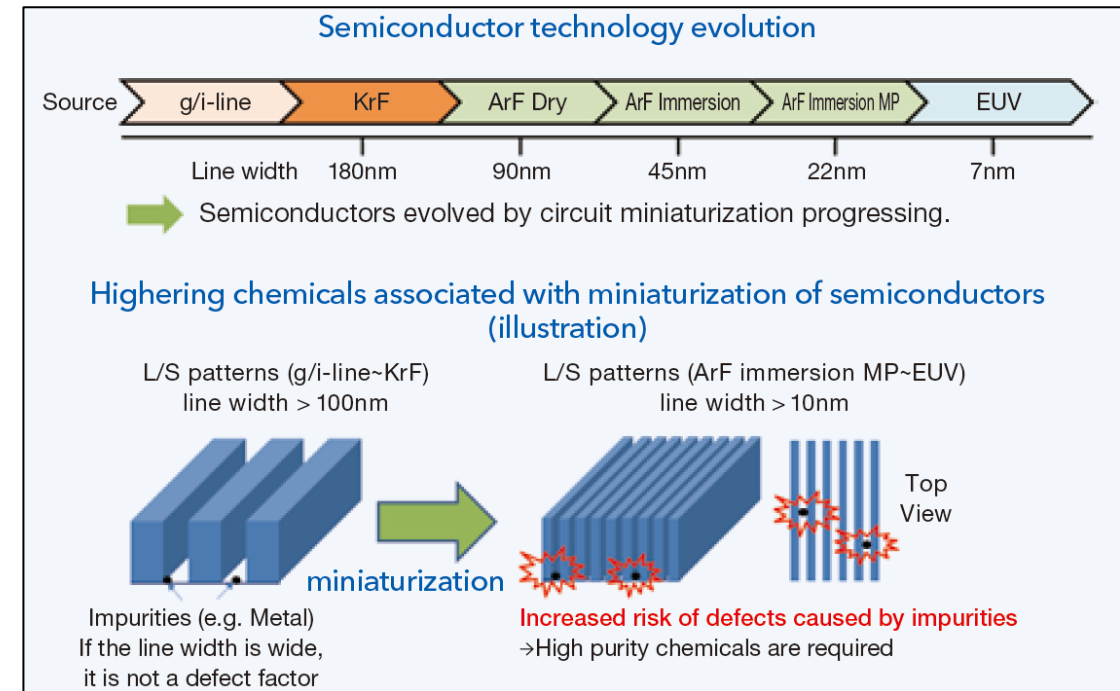 Semiconductor technology evolution
Source g/i-line KrF ArF Dry ArF Immersion ArF Immersion MP EUV
Line width 180nm 90nm 45nm 22nm 7nm
Semiconductors evolved by circuit miniaturization progressing.
Highering chemicals associated with miniaturization of semiconductors
(illustration)
L/S patterns (g/i-line~KrF)
line width > 100nm
L/S patterns (ArF immersion MP~EUV)
line width > 10nm
Top
View
miniaturization
Impurities (e.g. Metal)
If the line width is wide,
it is not a defect factor
Increased risk of defects caused by impurities
→High purity chemicals are required